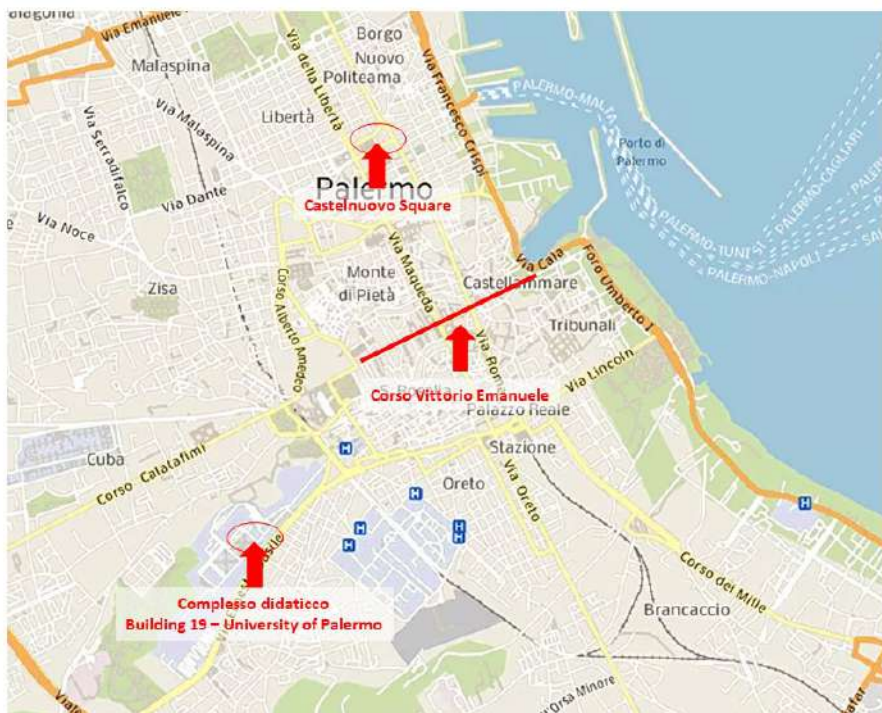 Via Emanuele
Borgo
Nuovo
Politeama
Malaspina
Via della Libertà
Via Francesco Crispi
PALERMO-MALTA
Libertà
Via Malaspina
Via Serradifalco
Porto di
Palermo
PALERMO-CAGLIARI
Palermo
Castelnuovo Square
Via Dante
Via Noce
PALERMO-TUNISI
PALERMO-NAPOLI
Via Cala
Foro Umberto I
Via Maqueda
Monte
di Pietà
Castellammare
Zisa
Corso Alberto Amedeo
Tribunali
Via Roma
Via Lincoln
Corso Vittorio Emanuele
S. Rosalia
Palazzo Reale
Stazione
Cuba
Corso Calatafimi
H
Oreto
Via Oreto
H
H
H
H
H
H
H
Corso dei Mille
Complesso didaticco
Building 19 – University of Palermo
Brancaccio
L'Orsa Minore